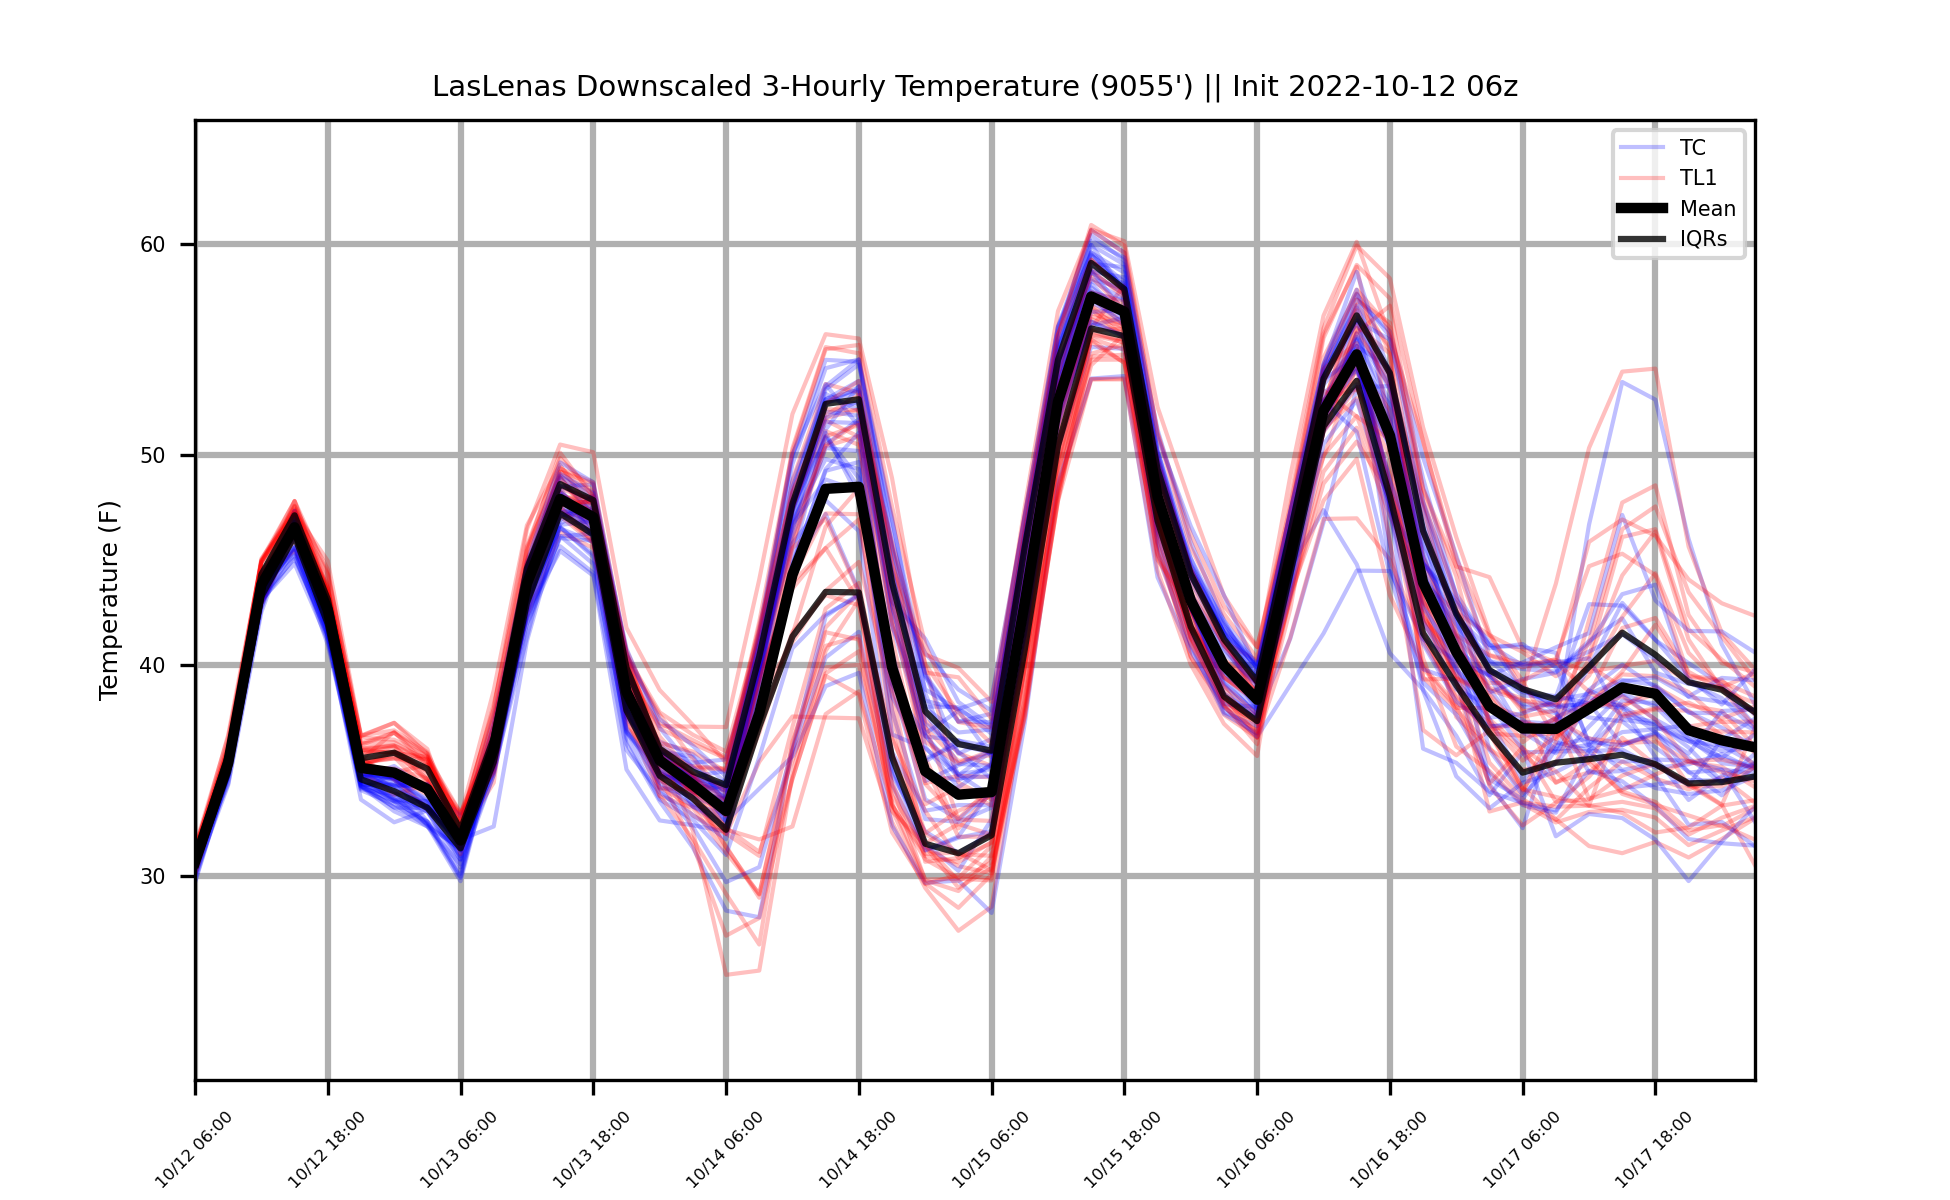 LasLenas Downscaled 3-Hourly Temperature (9055') || Init 2022-10-12 06z
TC
TL1
Mean
IQRs
Temperature (F)
60
50
40
30
10/12 06:00
10/12 18:00
10/13 06:00
10/13 18:00
10/14 06:00
10/14 18:00
10/15 06:00
10/15 18:00
10/16 06:00
10/16 18:00
10/17 06:00
10/17 18:00